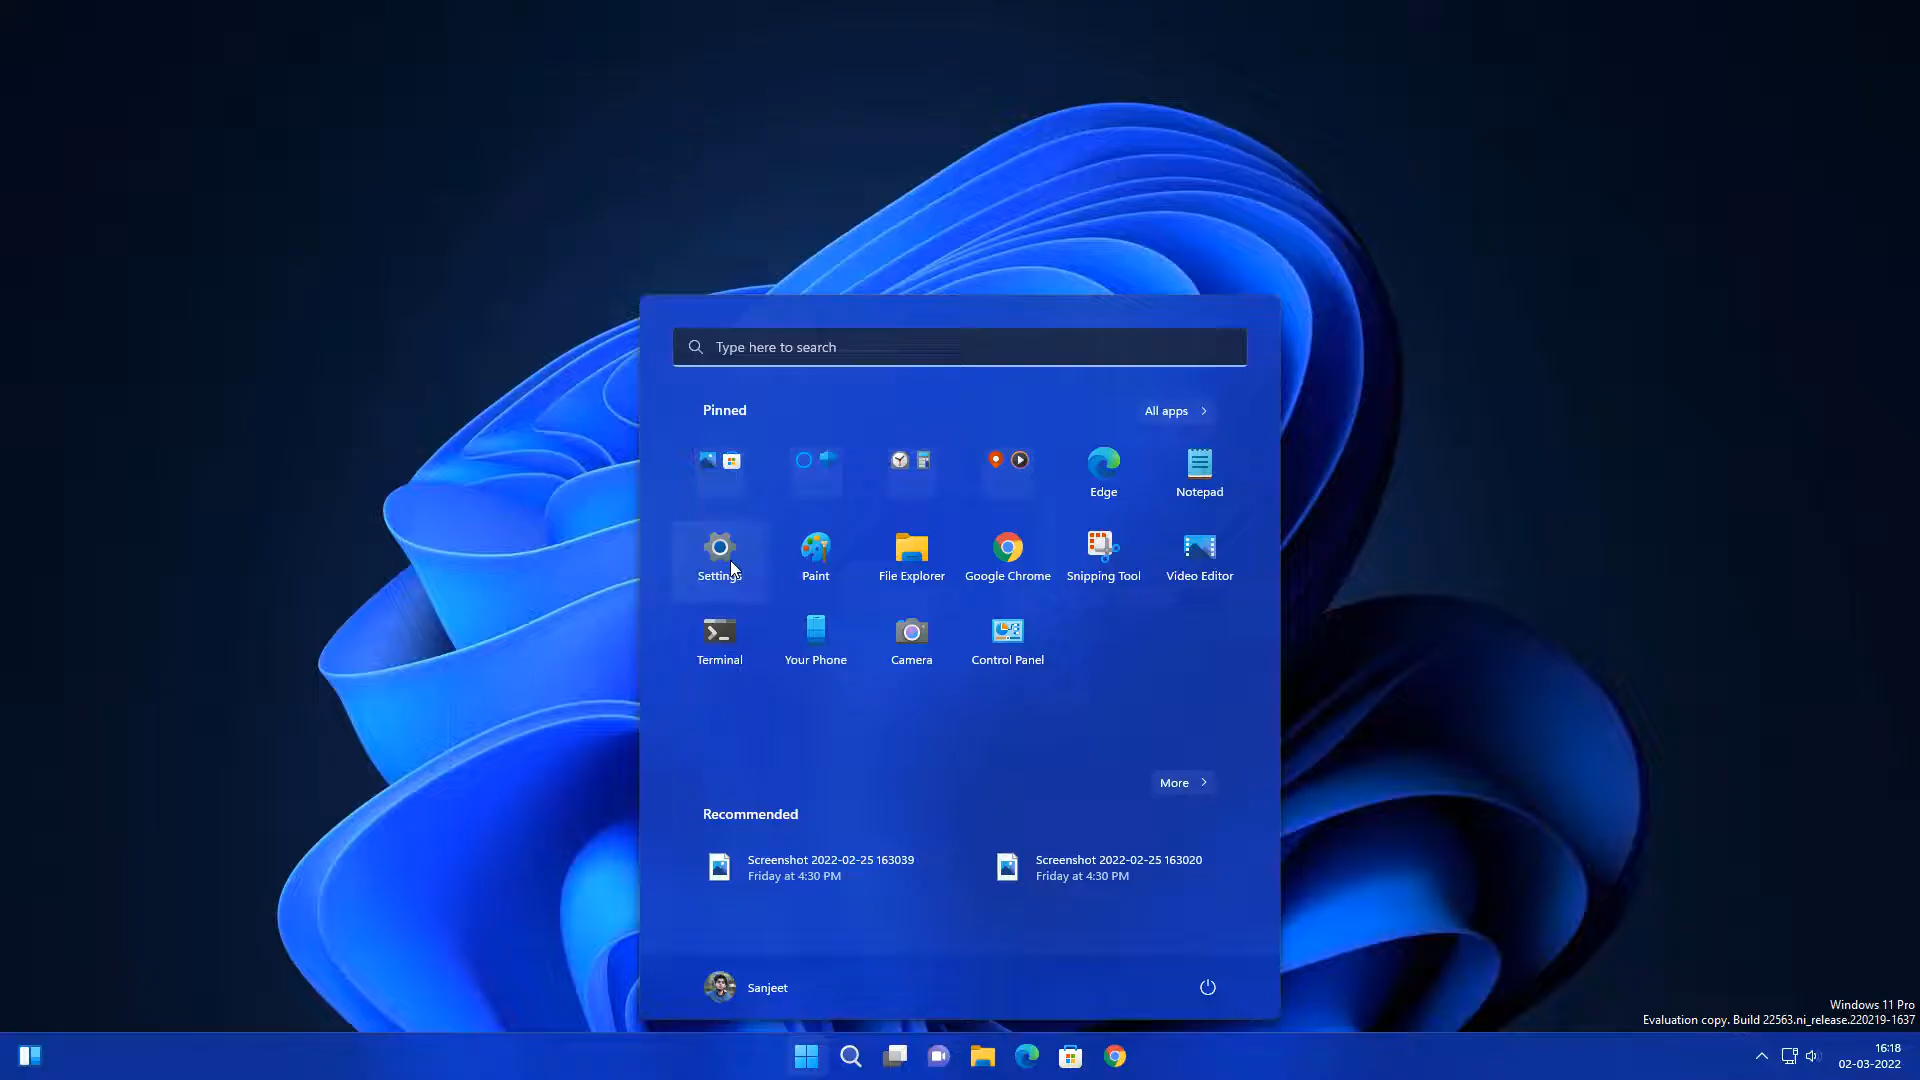 Type here to search
Pinned
All apps
Edge
Notepad
Settings
Paint
File Explorer
Google Chrome
Snipping Tool
Video Editor
Terminal
Your Phone
Camera
Control Panel
More
Recommended
Screenshot 2022-02-25 163039
Friday at 4:30 PM
Screenshot 2022-02-25 163020
Friday at 4:30 PM
Sanjeet
Windows 11 Pro
Evaluation copy. Build 22563.ni_release.220219-1637
16:18
02-03-2022